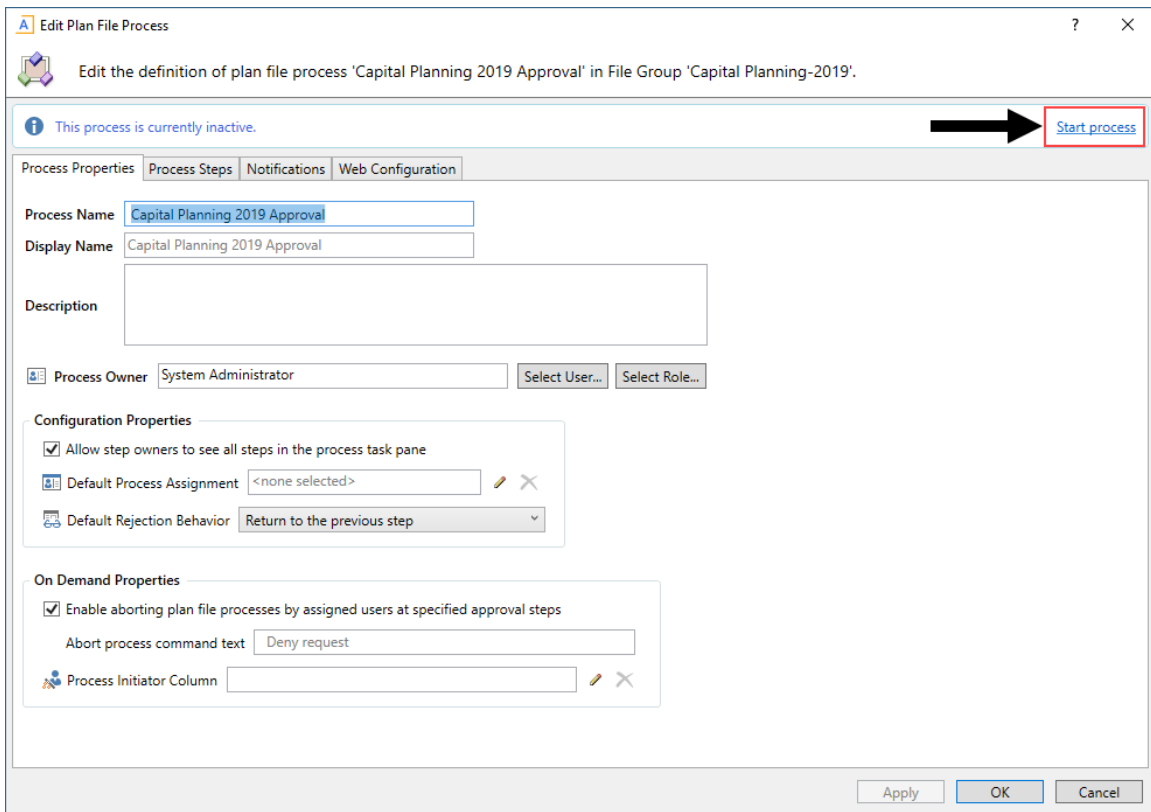 A Edit Plan File Process ?
Edit the definition of plan file process 'Capital Planning 2019 Approval' in File Group 'Capital Planning-2019'.
This process is currently inactive. Start process
Process Properties Process Steps Notifications Web Configuration
Process Name Capital Planning 2019 Approval
Display Name Capital Planning 2019 Approval
Description
Process Owner System Administrator Select User... Select Role...
Configuration Properties
Allow step owners to see all steps in the process task pane
Default Process Assignment <none selected>
Default Rejection Behavior Return to the previous step
On Demand Properties
Enable aborting plan file processes by assigned users at specified approval steps
Abort process command text Deny request
Process Initiator Column
Apply OK Cancel